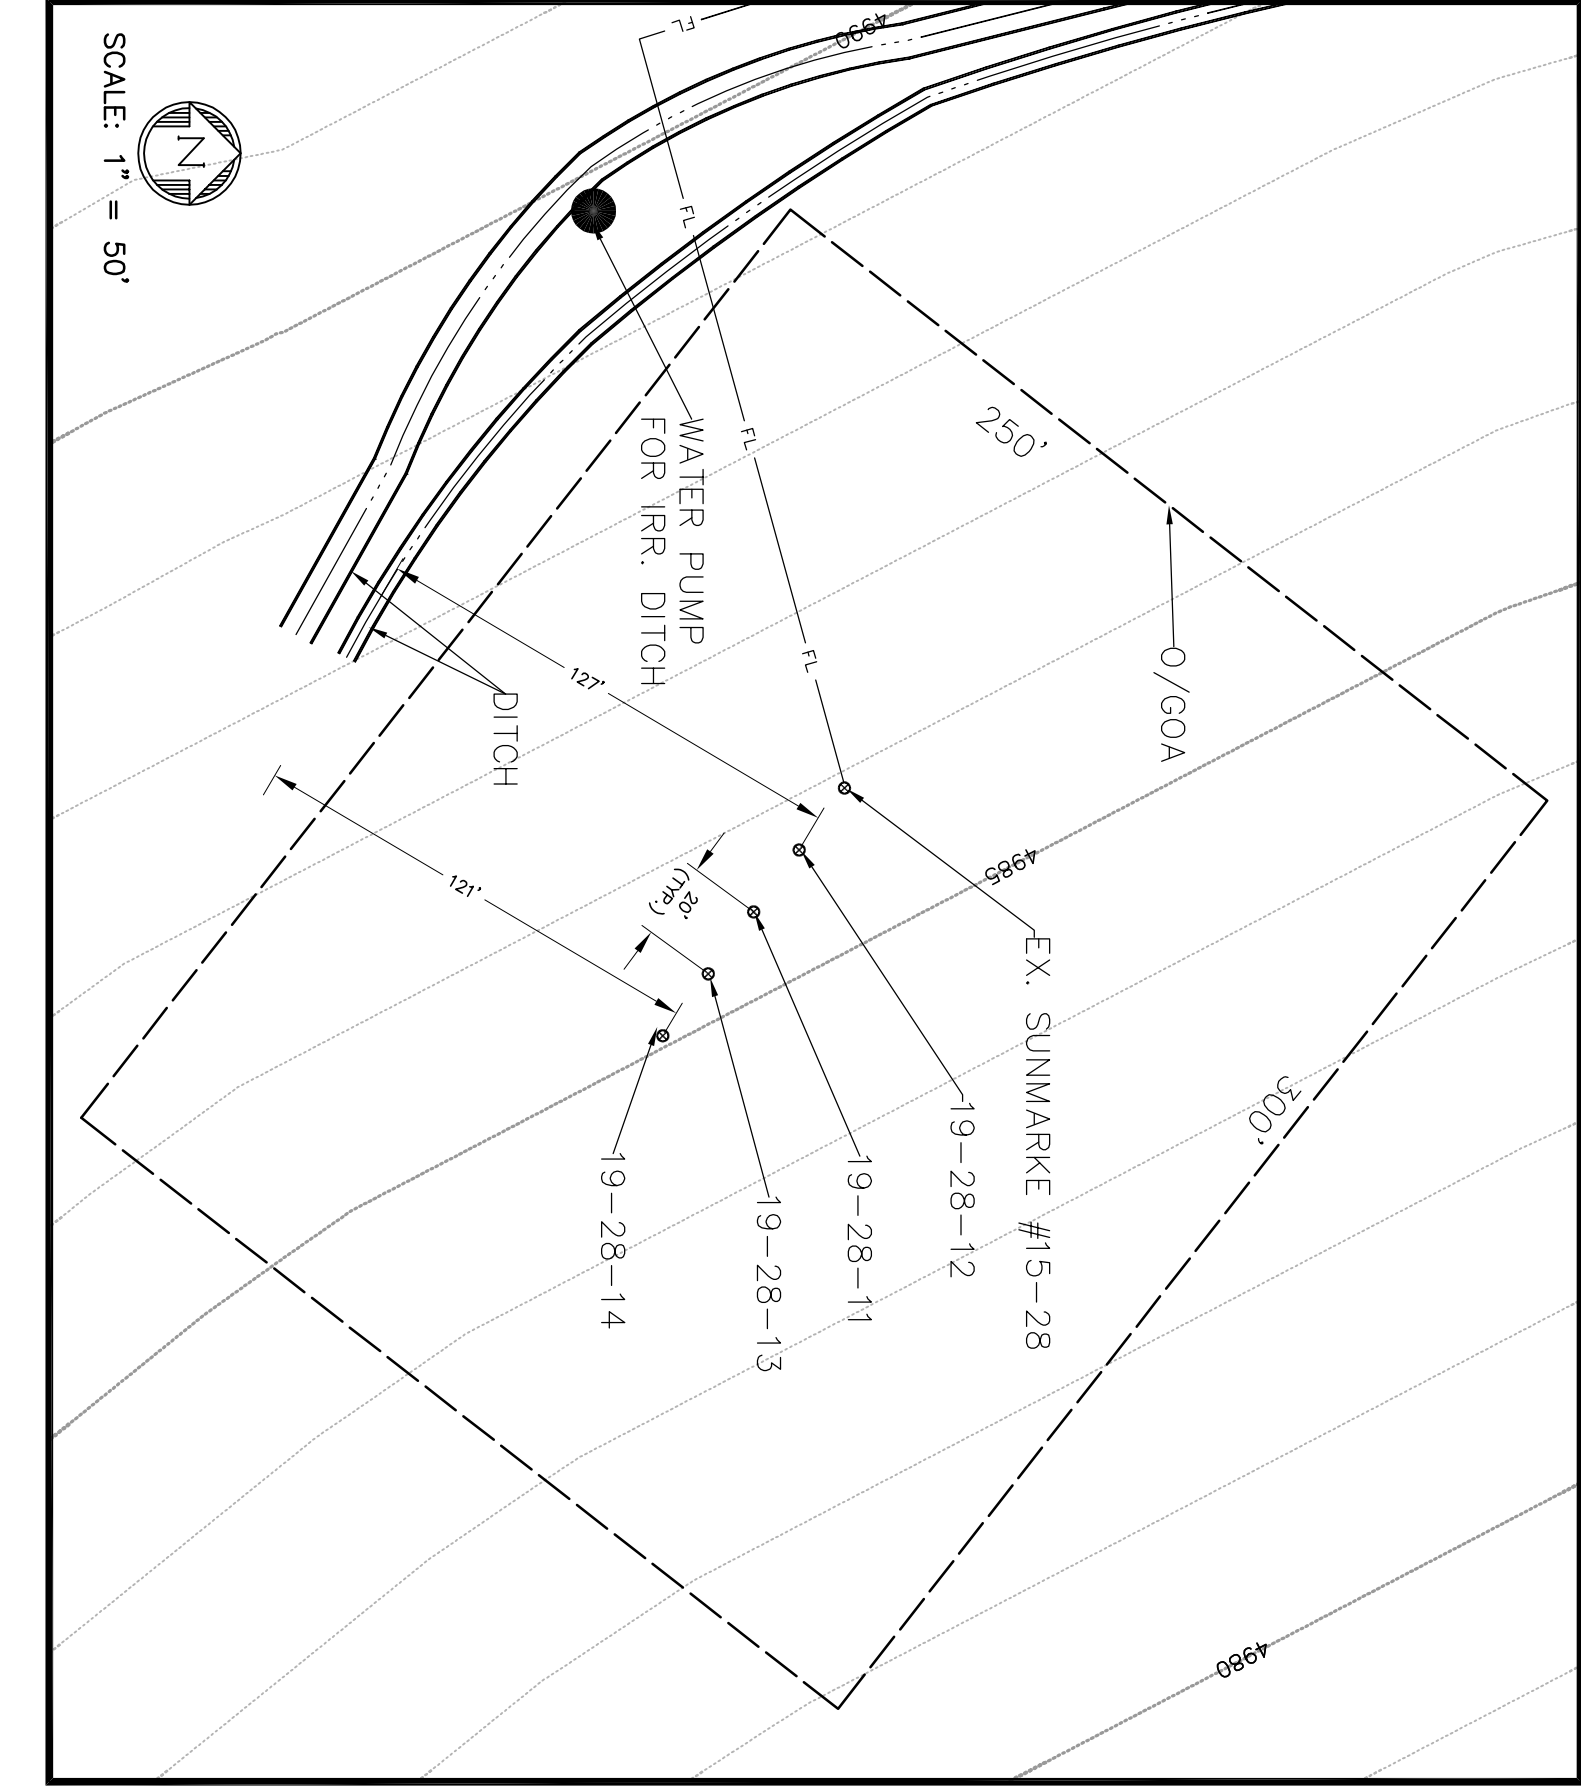 SCALE: 1" = 50'
N
FL
4990
FL
FL
FL
250'
O/GOA
WATER PUMP
FOR IRR. DITCH
127'
DITCH
121'
20'
(TYP.)
4985
EX. SUNMARKE #15-28
19-28-12
19-28-11
19-28-13
19-28-14
300'
4980